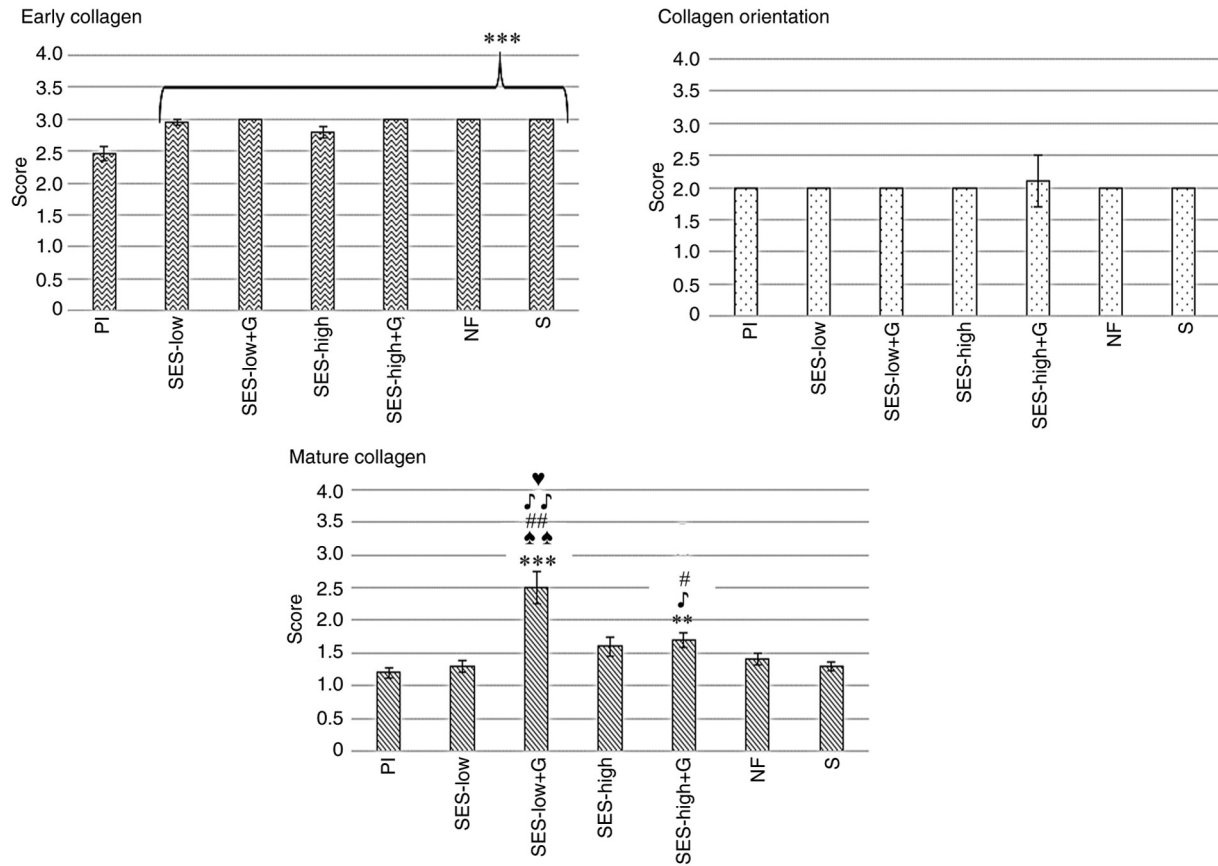 Early collagen
***
4.0
3.5
3.0
2.5
2.0
1.5
1.0
0.5
0
Score
PI
SES-low
SES-low+G
SES-high
SES-high+G
NF
S
Collagen orientation
4.0
3.5
3.0
2.5
2.0
1.5
1.0
0.5
0
Score
PI
SES-low
SES-low+G
SES-high
SES-high+G
NF
S
Mature collagen
4.0
3.5
3.0
2.5
2.0
1.5
1.0
0.5
0
Score
♥
♪ ♪
##
♠ ♠
***
#
♪
**
PI
SES-low
SES-low+G
SES-high
SES-high+G
NF
S